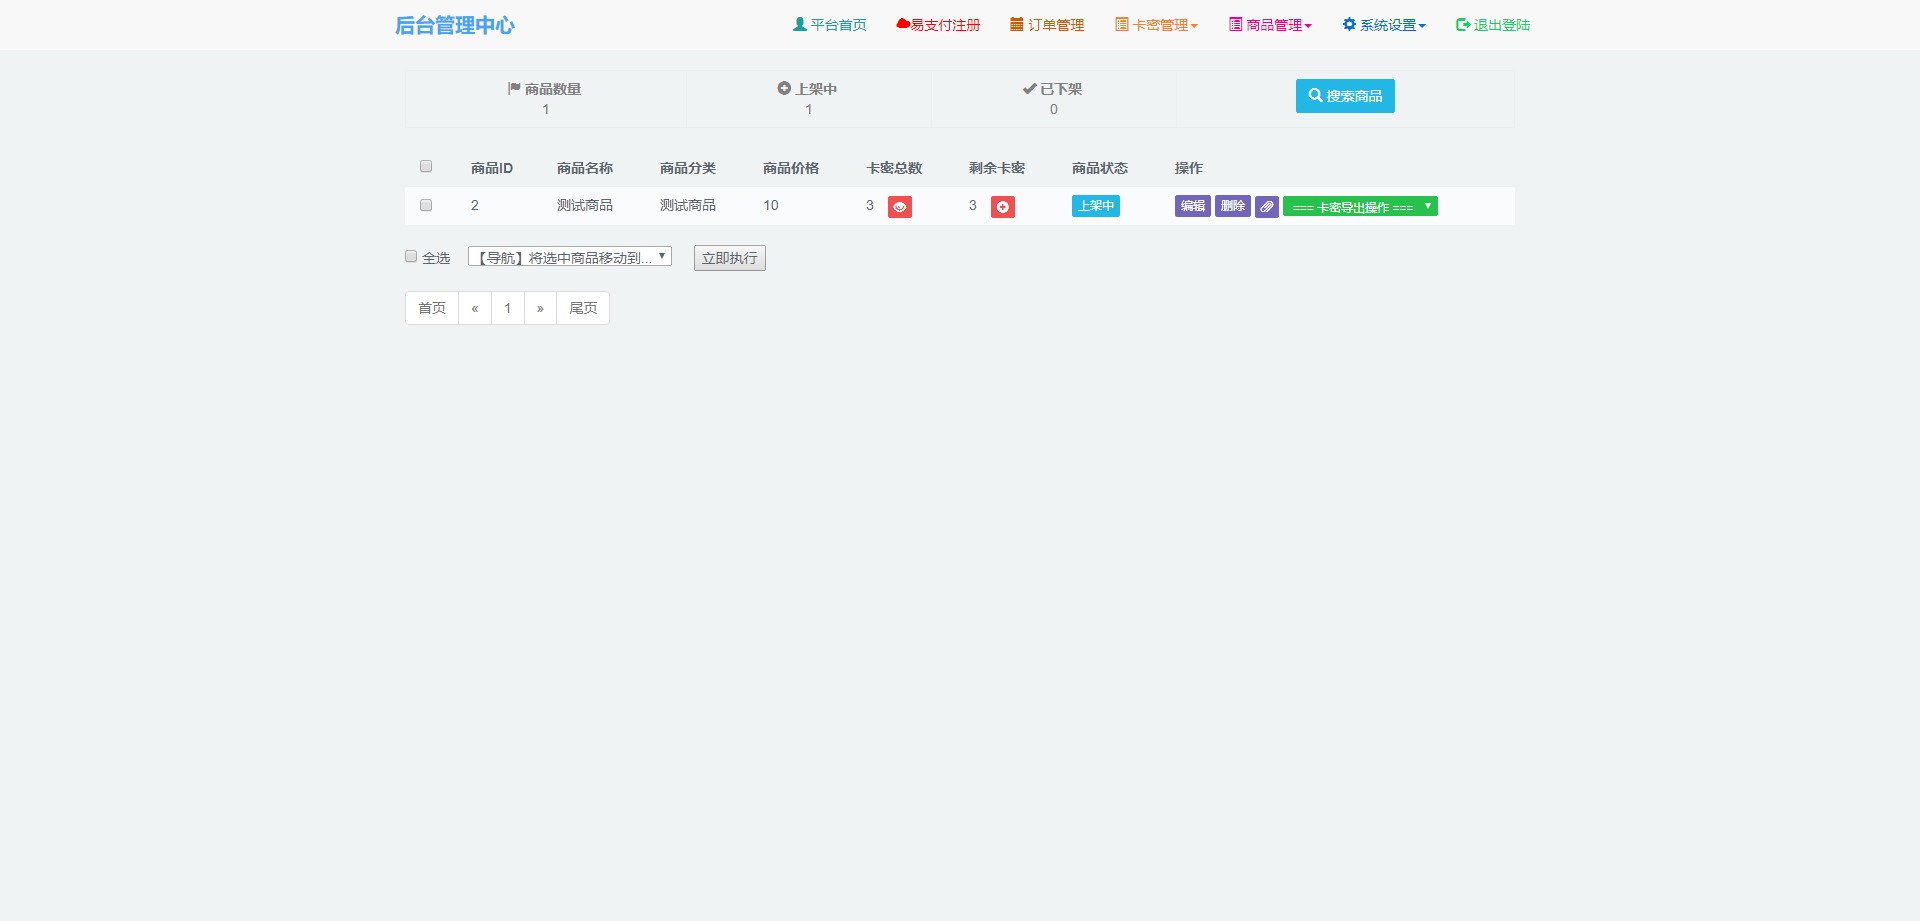 后台管理中心 平台首页 易支付注册 订单管理 卡密管理 商品管理 系统设置 退出登陆
商品数量 上架中 已下架 搜索商品
1 1 0
商品ID 商品名称 商品分类 商品价格 卡密总数 剩余卡密 商品状态 操作
2 测试商品 测试商品 10 3 3 上架中 编辑 删除 === 卡密导出操作 ===
全选 【导航】将选中商品移动到... 立即执行
首页 « 1 » 尾页